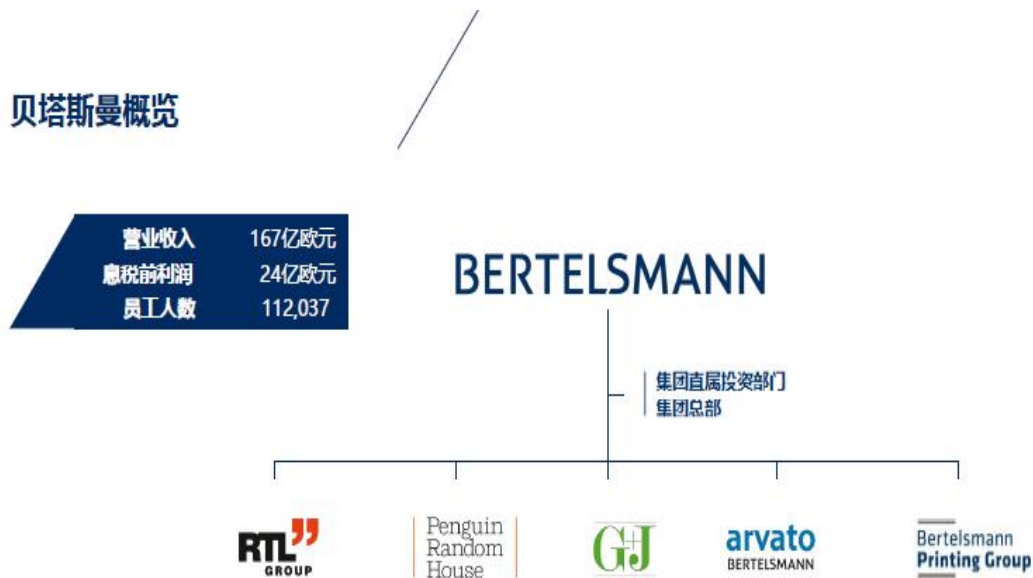 贝塔斯曼概览
营业收入 167亿欧元
息税前利润 24亿欧元
员工人数 112,037
BERTELSMANN
集团直属投资部门
集团总部
RTL GROUP
Penguin
Random
House
G+J
arvato
BERTELSMANN
Bertelsmann
Printing Group